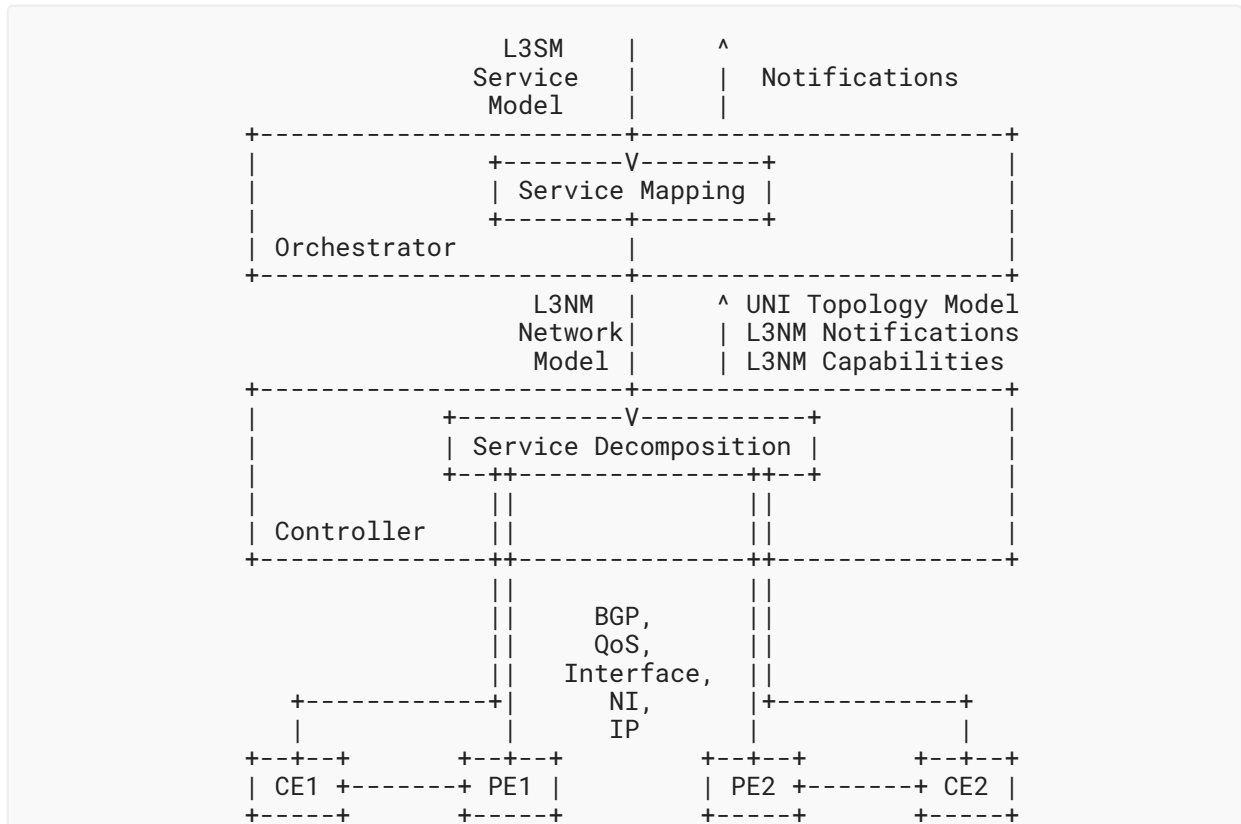 L3SM | ^
Service | | Notifications
Model | |
+------------------------+------------------------+
| +--------V--------+ |
| | Service Mapping | |
| +--------+--------+ |
| Orchestrator | |
+------------------------+------------------------+
L3NM | ^ UNI Topology Model
Network| | L3NM Notifications
Model | | L3NM Capabilities
+------------------------+------------------------+
| +-----------V-----------+ |
| | Service Decomposition | |
| +--++---------------++--+ |
| || || |
| Controller || || |
+---------------++---------------++---------------+
|| ||
|| BGP, ||
|| QoS, ||
|| Interface, ||
+------------+| NI, |+------------+
| | IP | |
+--+--+ +--+--+ +--+--+ +--+--+
| CE1 +-------+ PE1 | | PE2 +-------+ CE2 |
+-----+ +-----+ +-----+ +-----+